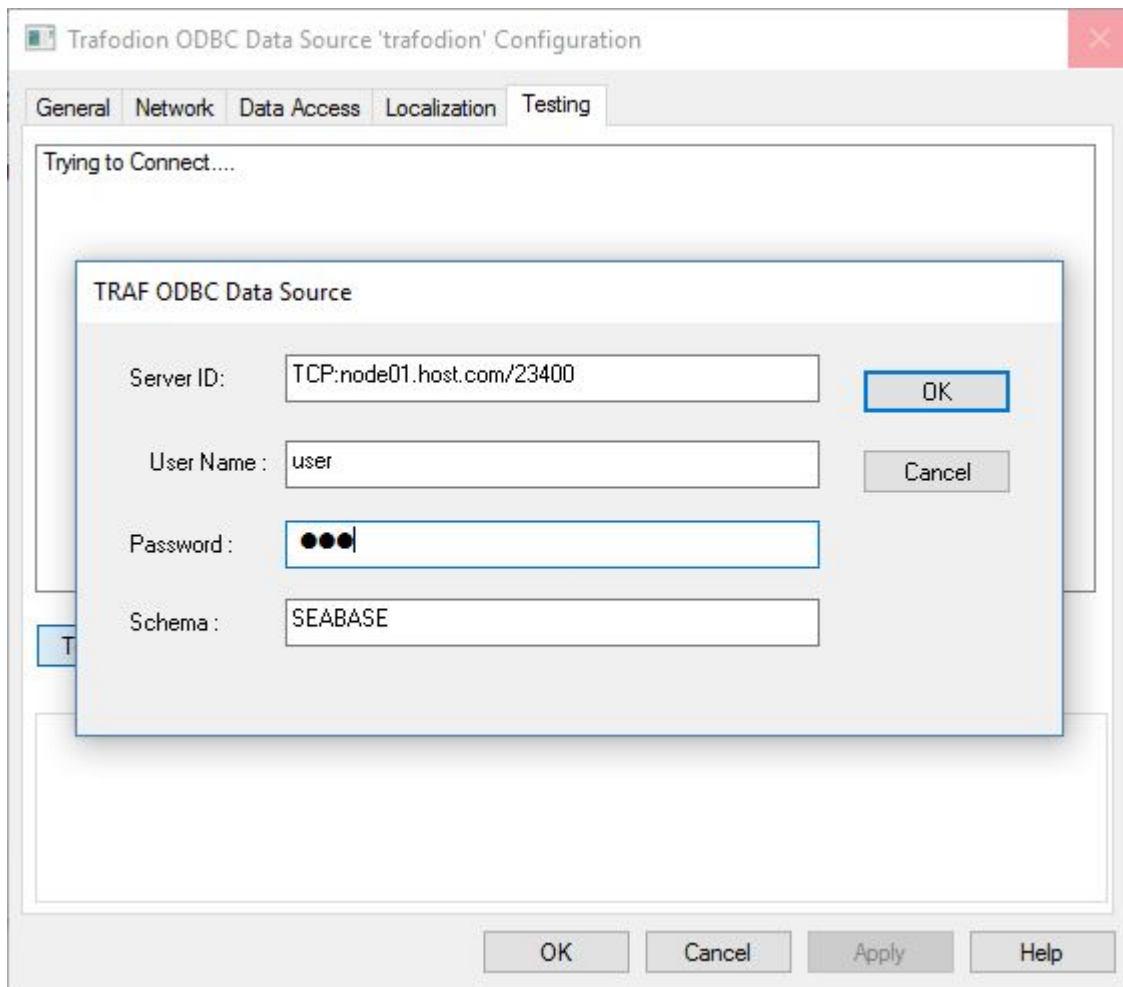 Trafodion ODBC Data Source 'trafodion' Configuration
General Network Data Access Localization Testing
Trying to Connect....
TRAF ODBC Data Source
Server ID: TCP:node01.host.com/23400
OK
User Name : user
Cancel
Password : ●●●
Schema : SEABASE
OK Cancel Apply Help